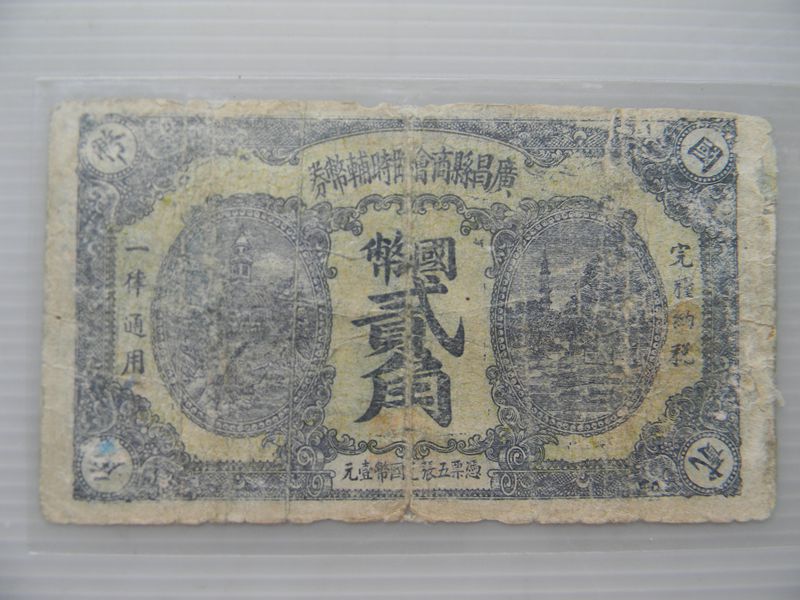 廣昌縣商會臨時輔幣券
完糧納稅
國幣
貳角
一律通用
憑票五張兌國幣壹元